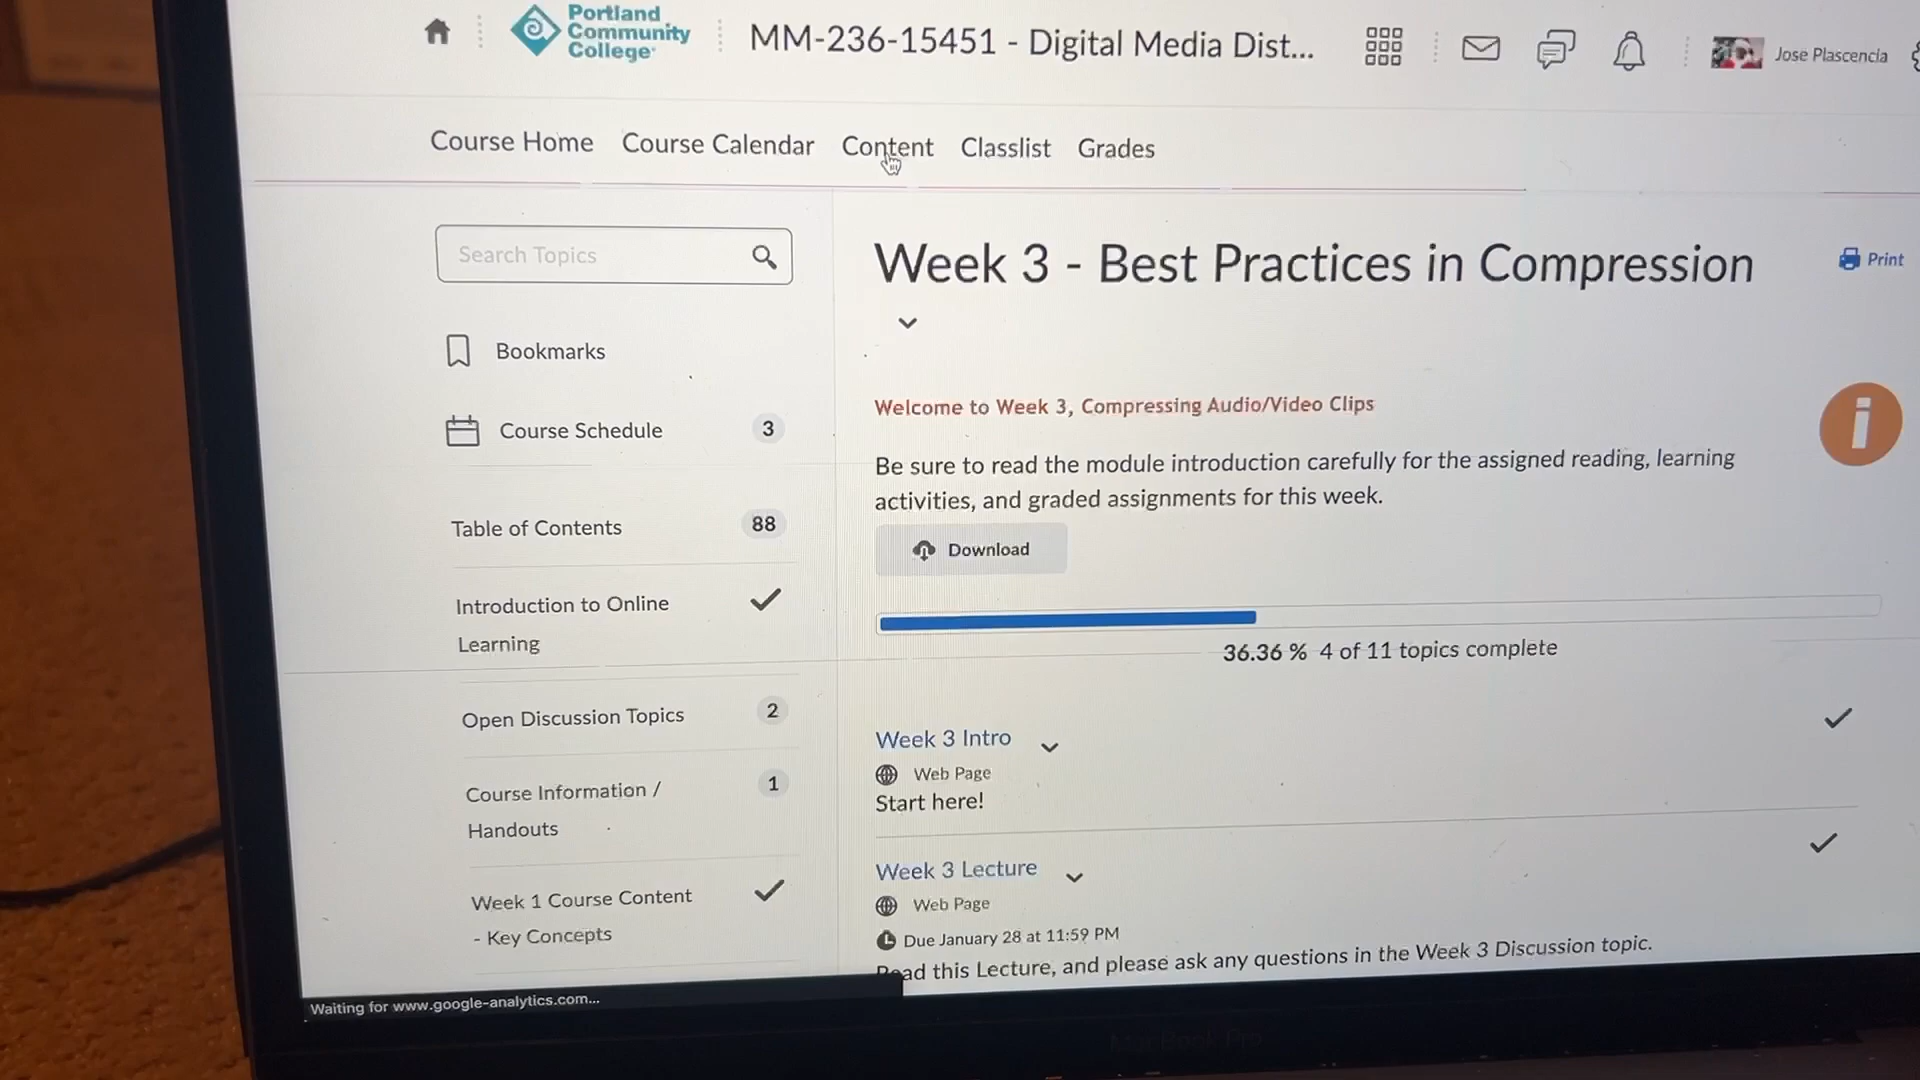 Portland
Community
College
MM-236-15451 - Digital Media Dist...
Jose Plascencia
Course Home Course Calendar Content Classlist Grades
Search Topics
Bookmarks
Course Schedule 3
Table of Contents 88
Introduction to Online
Learning
Open Discussion Topics 2
Course Information / 1
Handouts
Week 1 Course Content
- Key Concepts
Week 3 - Best Practices in Compression
Print
Welcome to Week 3, Compressing Audio/Video Clips
i
Be sure to read the module introduction carefully for the assigned reading, learning
activities, and graded assignments for this week.
Download
36.36 % 4 of 11 topics complete
Week 3 Intro
Web Page
Start here!
Week 3 Lecture
Web Page
Due January 28 at 11:59 PM
Read this Lecture, and please ask any questions in the Week 3 Discussion topic.
Waiting for www.google-analytics.com...
MacBook Pro